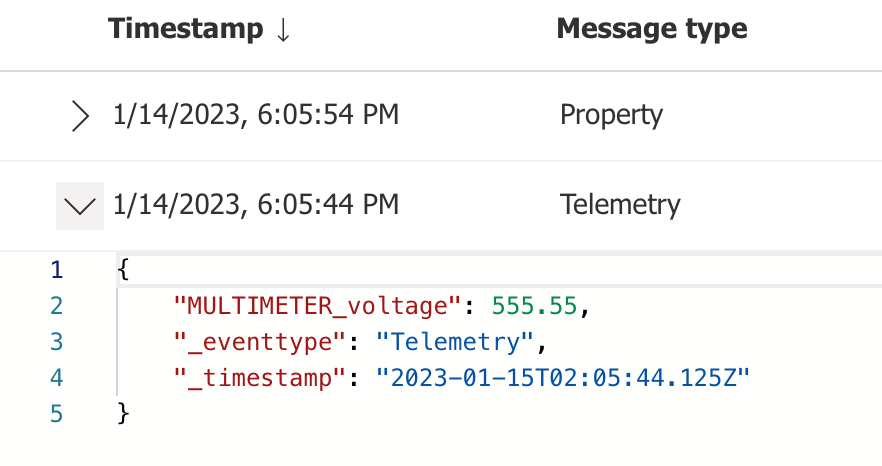 Timestamp ↓ Message type
1/14/2023, 6:05:54 PM Property
1/14/2023, 6:05:44 PM Telemetry
1 {
2 "MULTIMETER_voltage": 555.55,
3 "_eventtype": "Telemetry",
4 "_timestamp": "2023-01-15T02:05:44.125Z"
5 }